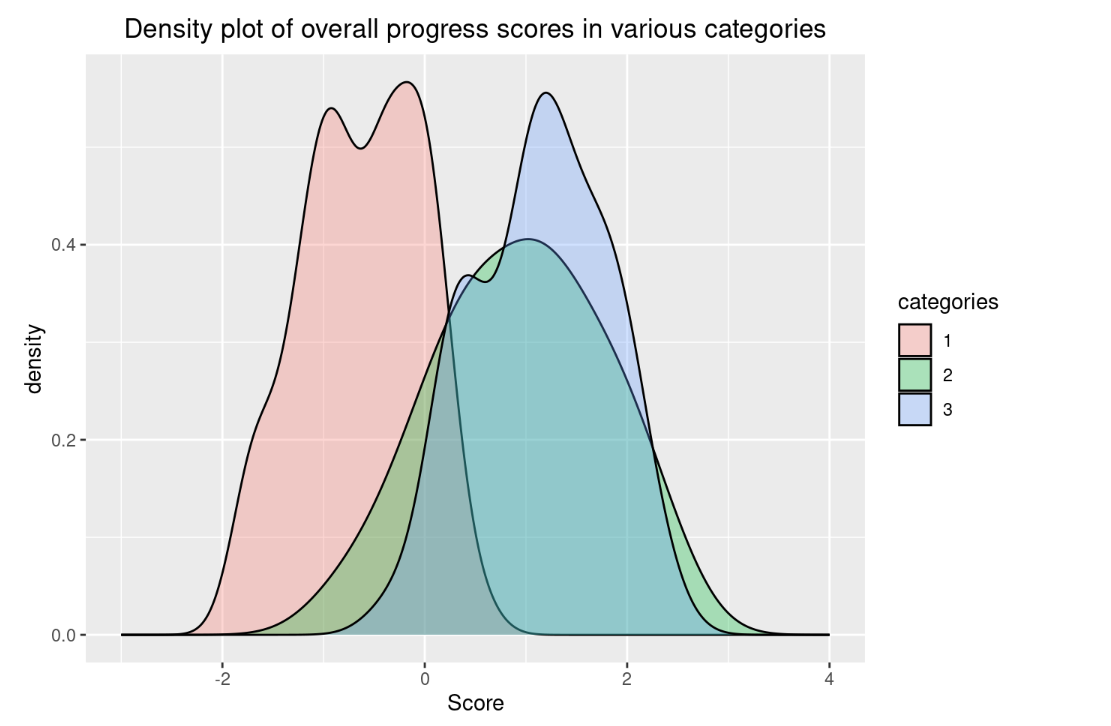 Density plot of overall progress scores in various categories
density
0.4
0.2
0.0
-2 0 2 4
Score
categories
1
2
3